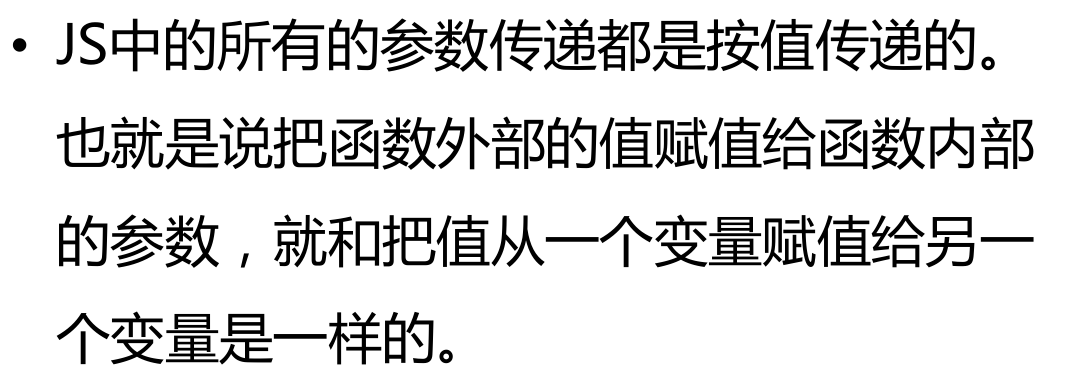 • JS中的所有的参数传递都是按值传递的。
也就是说把函数外部的值赋值给函数内部
的参数，就和把值从一个变量赋值给另一
个变量是一样的。